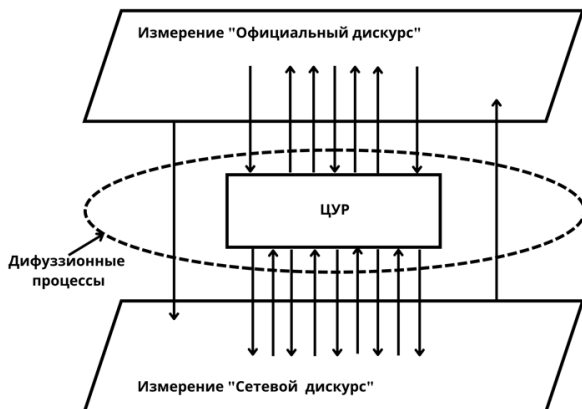 Измерение "Официальный дискурс"
ЦУР
Дифуззионные
процессы
Измерение "Сетевой дискурс"